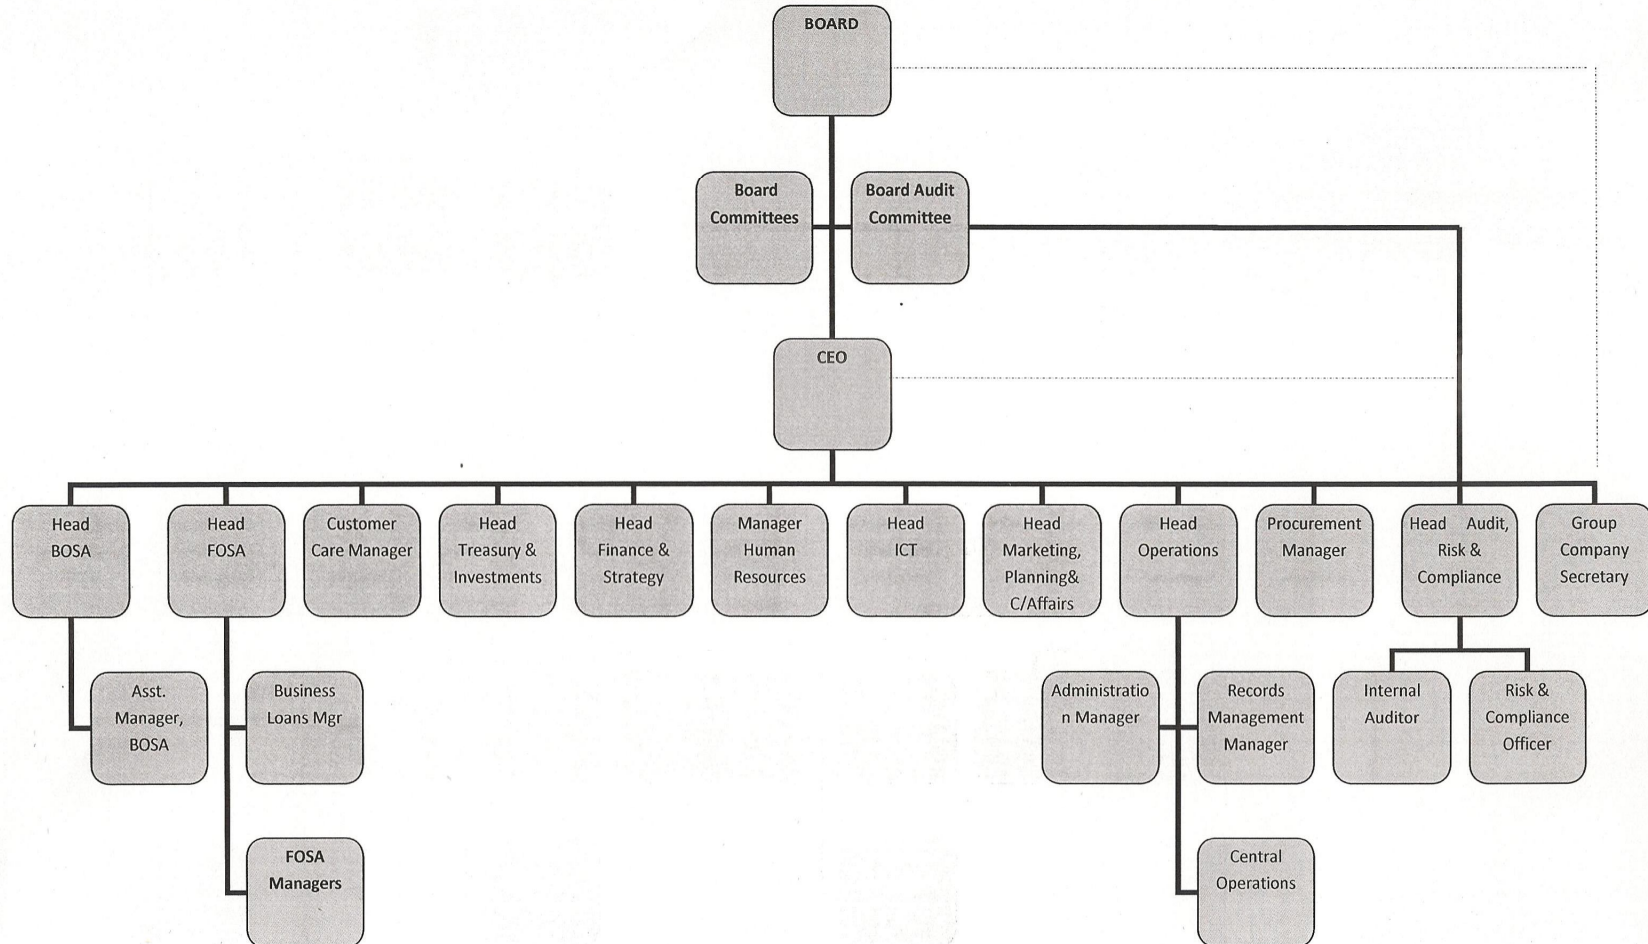 BOARD
Board
Committees
Board Audit
Committee
CEO
Head
BOSA
Head
FOSA
Customer
Care Manager
Head
Treasury &
Investments
Head
Finance &
Strategy
Manager
Human
Resources
Head
ICT
Head
Marketing,
Planning&
C/Affairs
Head
Operations
Procurement
Manager
Head Audit,
Risk &
Compliance
Group
Company
Secretary
Asst.
Manager,
BOSA
Business
Loans Mgr
Administratio
n Manager
Records
Management
Manager
Internal
Auditor
Risk &
Compliance
Officer
FOSA
Managers
Central
Operations